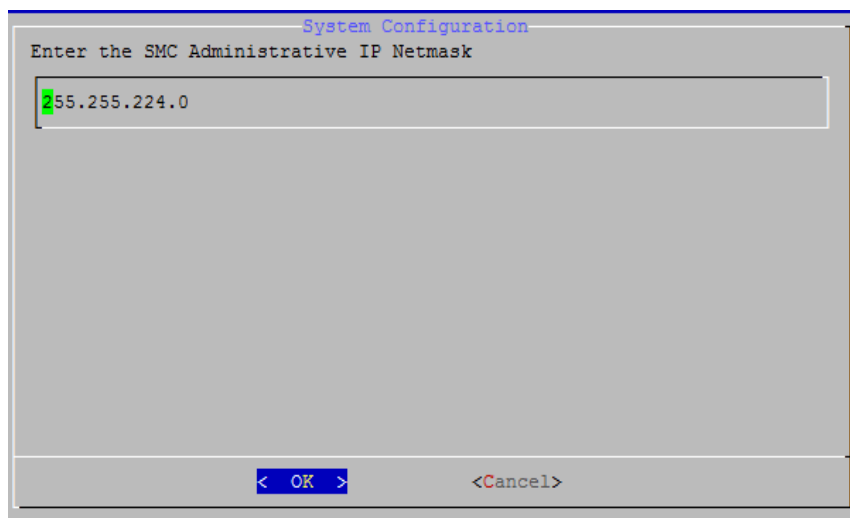 System Configuration
Enter the SMC Administrative IP Netmask
255.255.224.0
< OK > <Cancel>